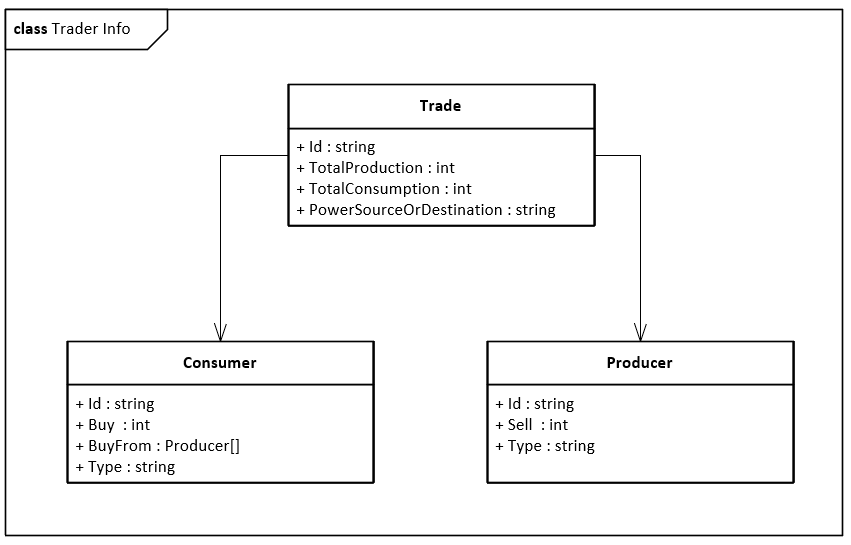 class Trader Info
Trade
+ Id : string
+ TotalProduction : int
+ TotalConsumption : int
+ PowerSourceOrDestination : string
Consumer
+ Id : string
+ Buy  : int
+ BuyFrom : Producer[]
+ Type : string
Producer
+ Id : string
+ Sell  : int
+ Type : string